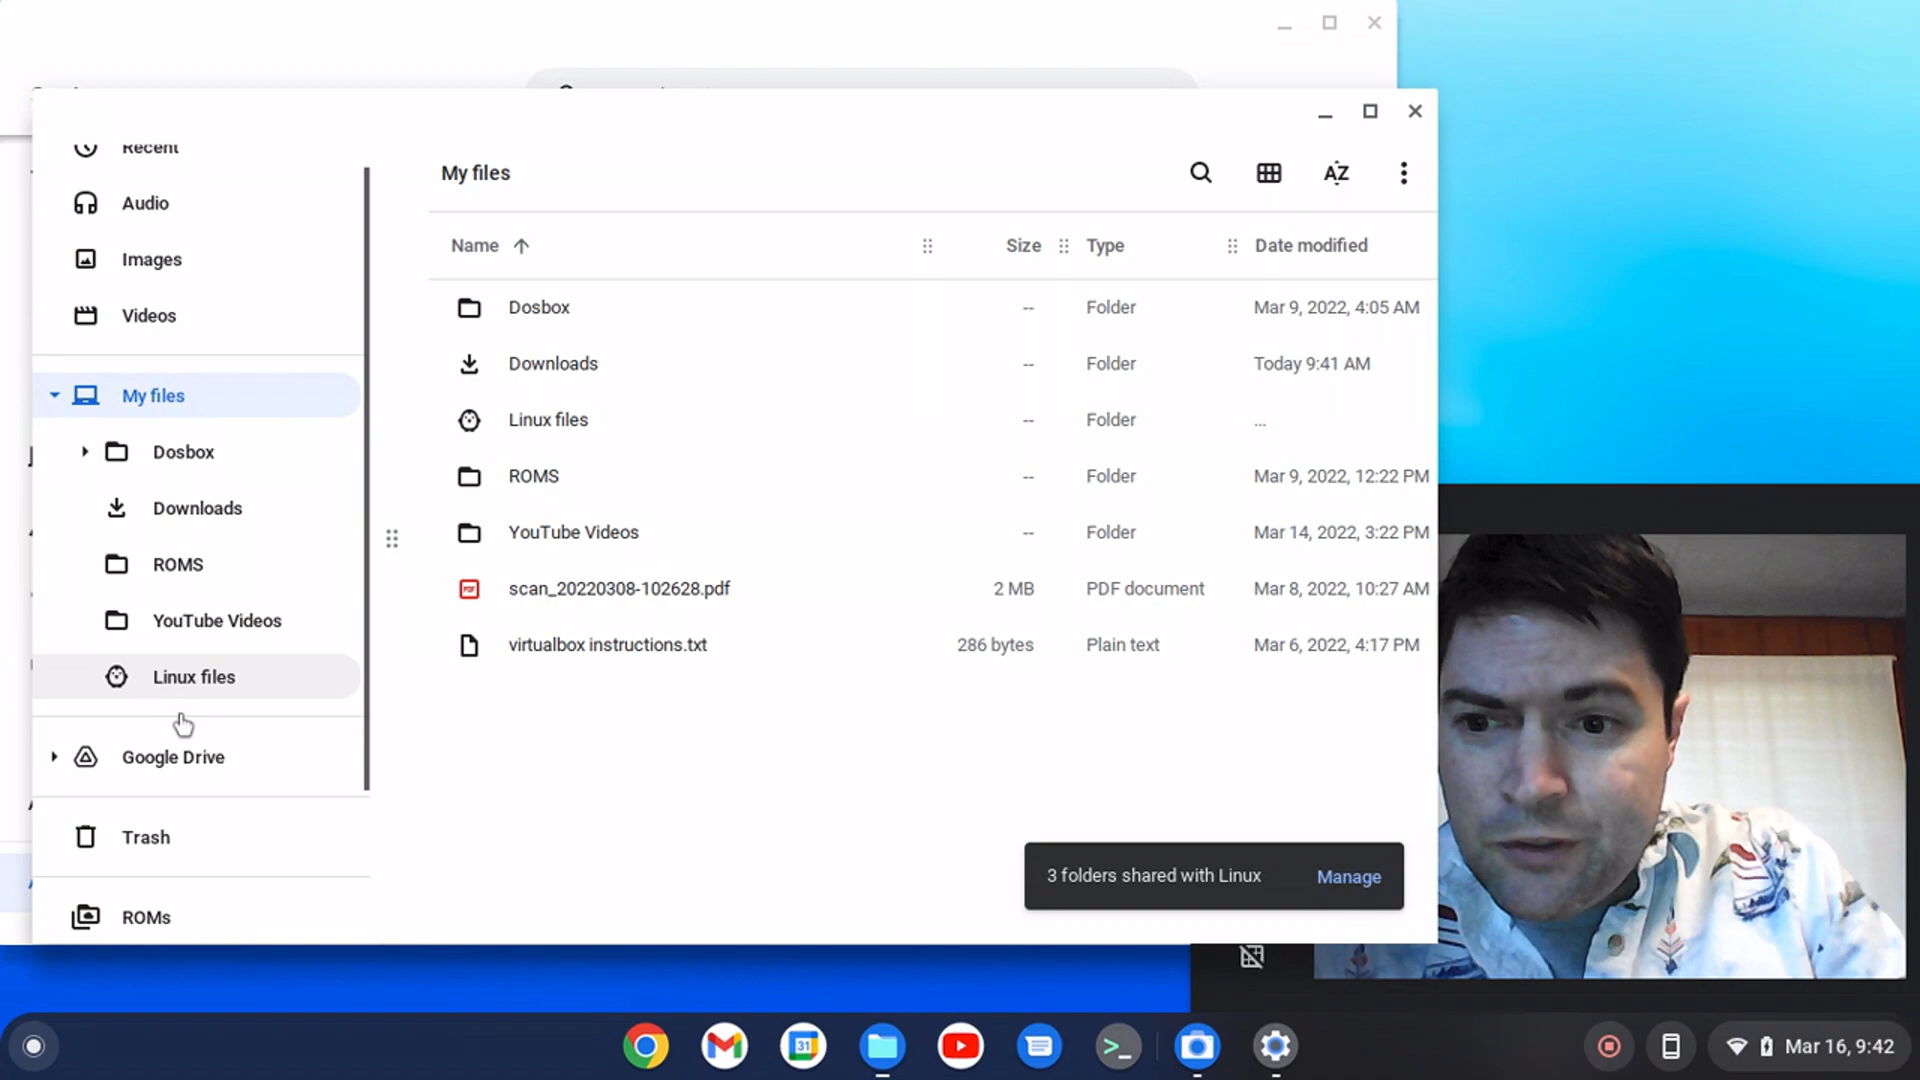 Recent
Audio
Images
Videos
My files
Dosbox
Downloads
ROMS
YouTube Videos
Linux files
Google Drive
Trash
ROMs
My files
AZ
Name Size Type Date modified
Dosbox -- Folder Mar 9, 2022, 4:05 AM
Downloads -- Folder Today 9:41 AM
Linux files -- Folder ...
ROMS -- Folder Mar 9, 2022, 12:22 PM
YouTube Videos -- Folder Mar 14, 2022, 3:22 PM
PDF scan_20220308-102628.pdf 2 MB PDF document Mar 8, 2022, 10:27 AM
virtualbox instructions.txt 286 bytes Plain text Mar 6, 2022, 4:17 PM
3 folders shared with Linux Manage
31
>_
Mar 16, 9:42